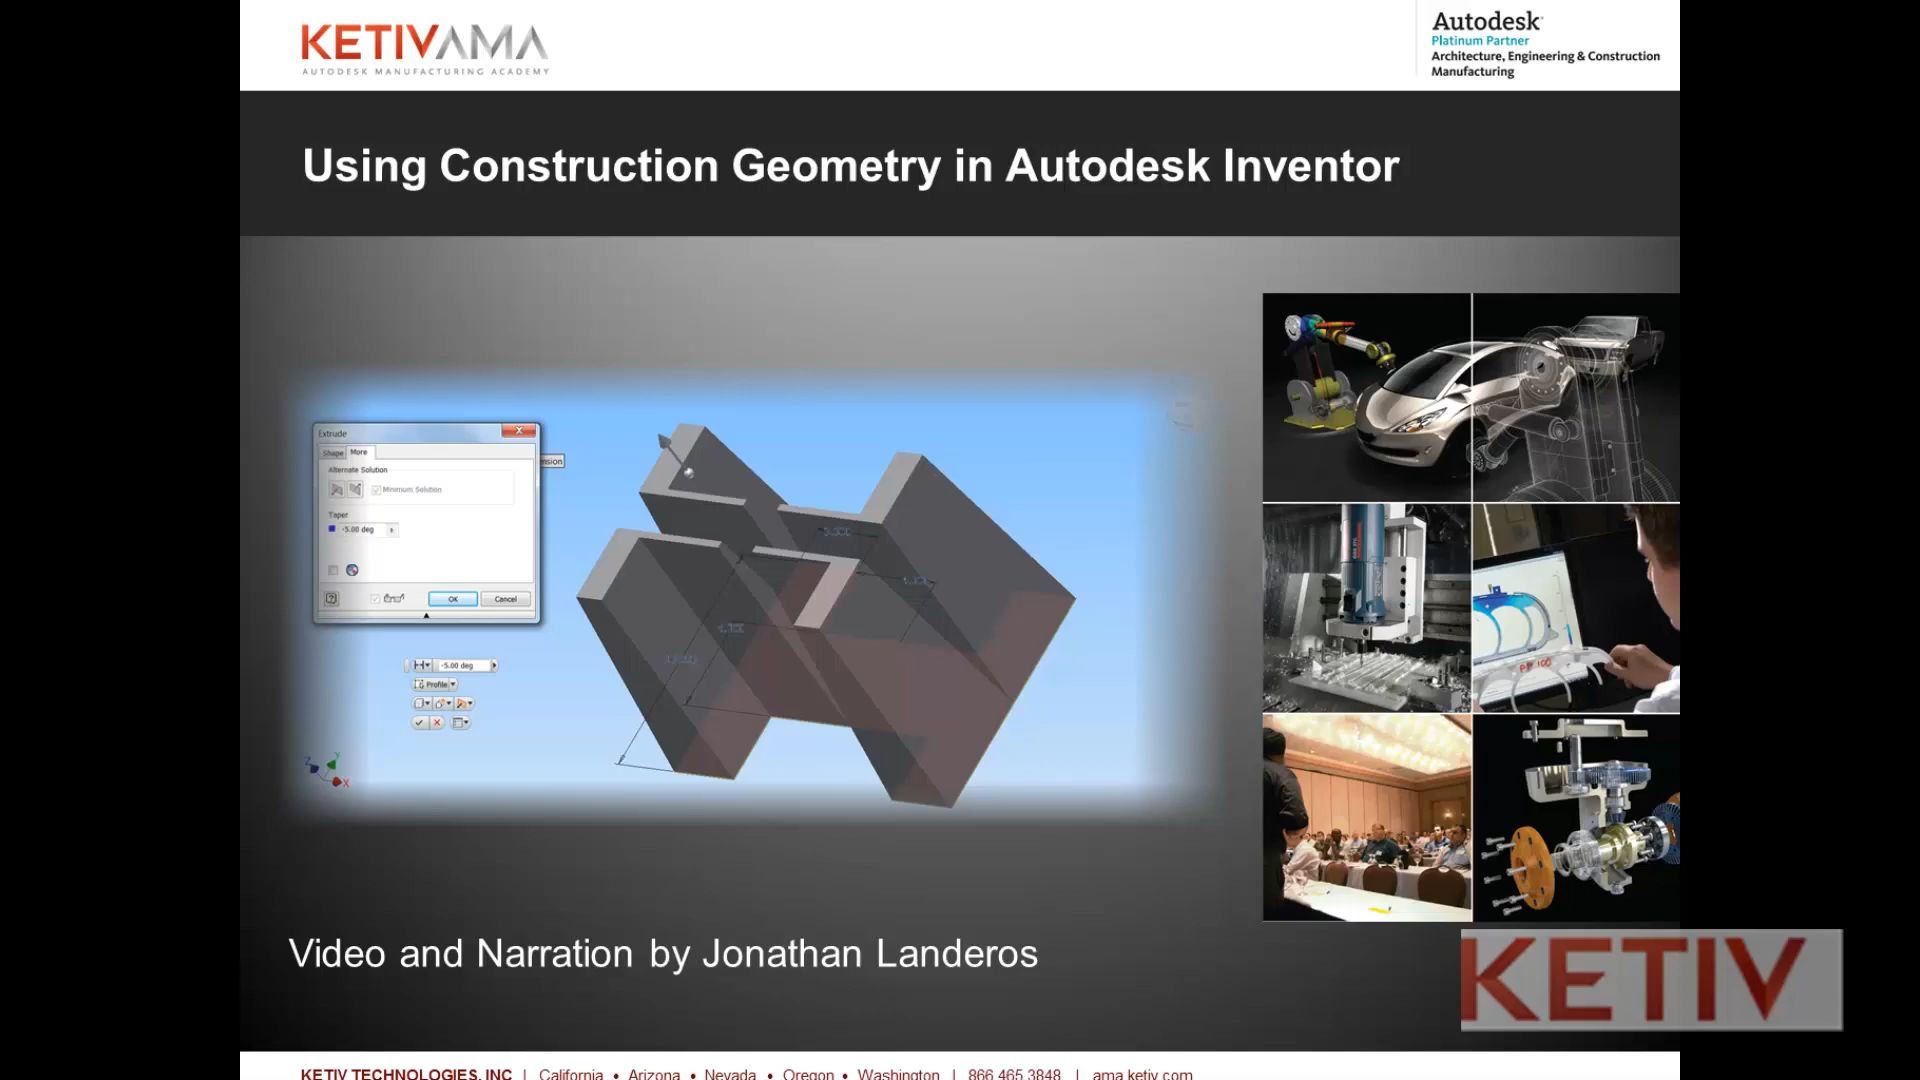 KETIVAMA
AUTODESK MANUFACTURING ACADEMY
Autodesk
Platinum Partner
Architecture, Engineering & Construction
Manufacturing
Using Construction Geometry in Autodesk Inventor
Extrude
Shape More
Alternate Solution
Minimum Solution
Taper
-5.00 deg
OK Cancel
nsion
-5.00 deg
Profile
Z Y X
Video and Narration by Jonathan Landeros
KETIV
KETIV TECHNOLOGIES, INC | California • Arizona • Nevada • Oregon • Washington | 866.465.3848 | ama.ketiv.com